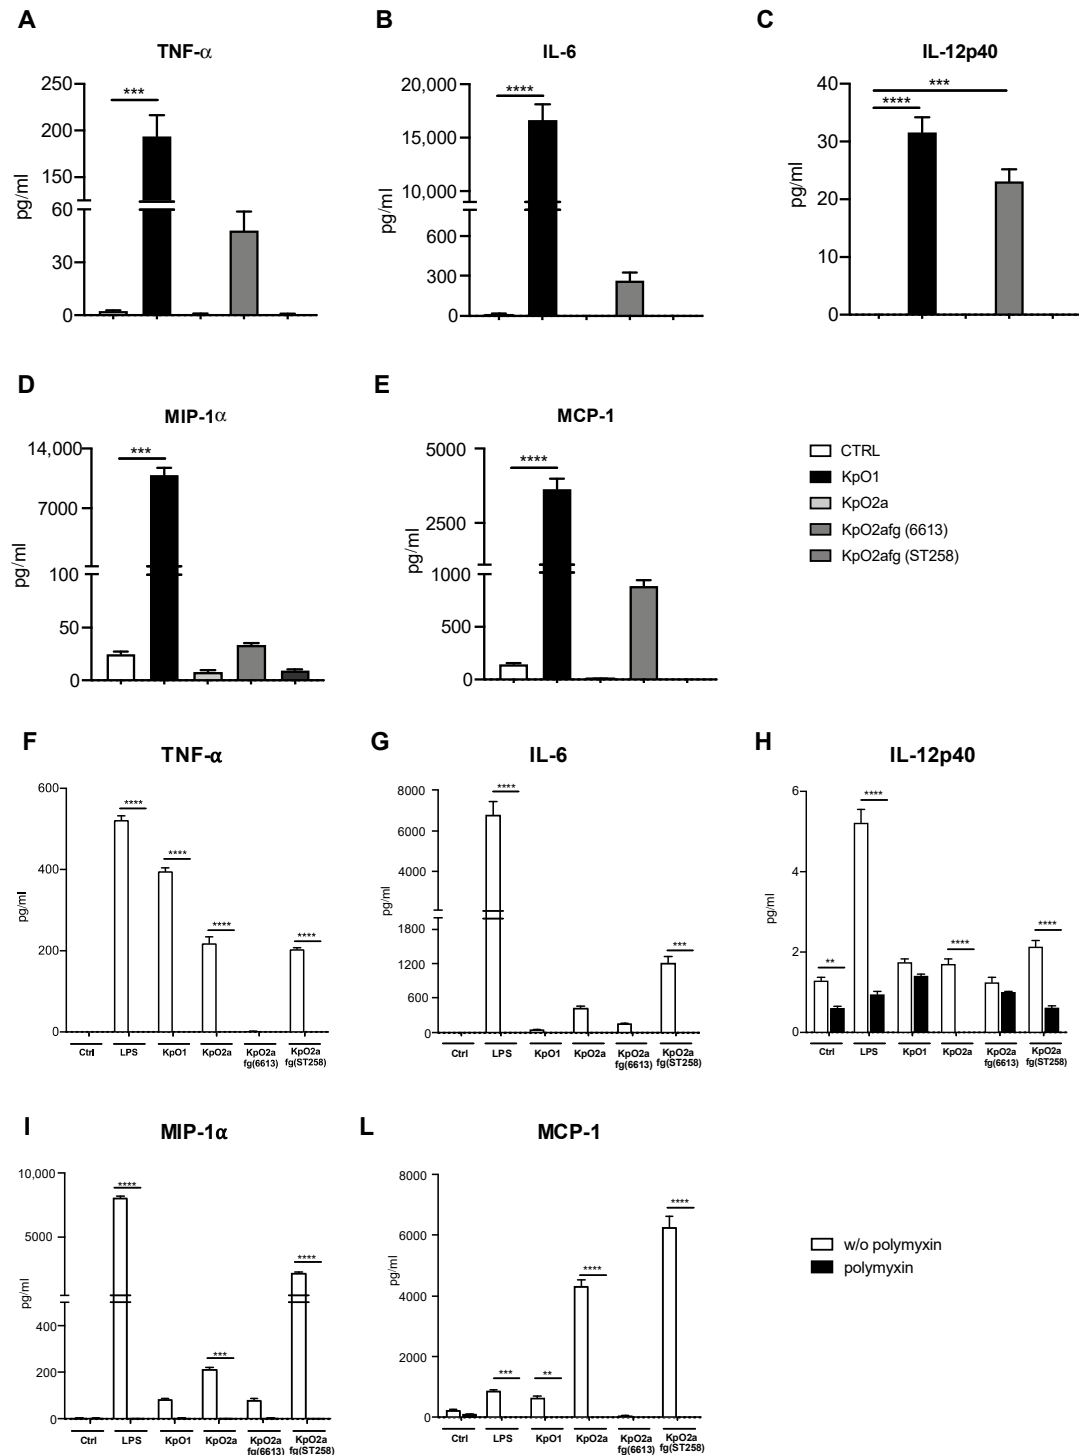 A
TNF-α
pg/ml
250
200
150
60
30
0
***
B
IL-6
pg/ml
20,000
15,000
10,000
600
300
0
****
C
IL-12p40
pg/ml
40
30
20
10
0
***
****
D
MIP-1α
pg/ml
14,000
7000
100
50
0
***
E
MCP-1
pg/ml
5000
2500
1000
500
0
****
CTRL
KpO1
KpO2a
KpO2afg (6613)
KpO2afg (ST258)
F
TNF-α
pg/ml
600
400
200
0
****
****
****
****
Ctrl LPS KpO1 KpO2a KpO2a KpO2a
fg(6613) fg(ST258)
G
IL-6
pg/ml
8000
6000
4000
1800
1200
600
0
****
***
Ctrl LPS KpO1 KpO2a KpO2a KpO2a
fg(6613) fg(ST258)
H
IL-12p40
pg/ml
6
4
2
0
**
****
****
****
Ctrl LPS KpO1 KpO2a KpO2a KpO2a
fg(6613) fg(ST258)
I
MIP-1α
pg/ml
10,000
5000
400
200
0
****
***
****
Ctrl LPS KpO1 KpO2a KpO2a KpO2a
fg(6613) fg(ST258)
L
MCP-1
pg/ml
8000
6000
4000
2000
0
***
**
****
****
Ctrl LPS KpO1 KpO2a KpO2a KpO2a
fg(6613) fg(ST258)
w/o polymyxin
polymyxin